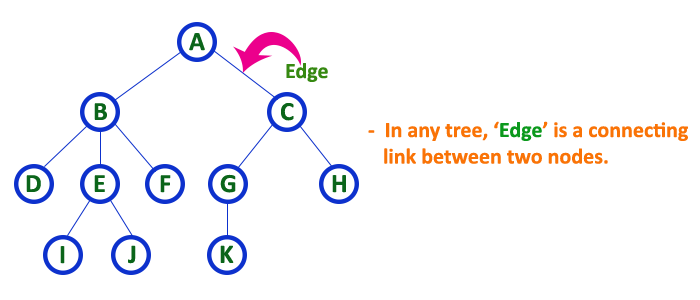 A
Edge
B
C
- In any tree, ‘Edge’ is a connecting
link between two nodes.
D
E
F
G
H
I
J
K